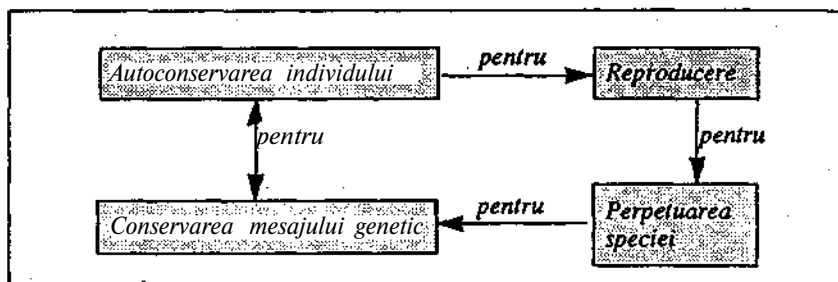 Autoconservarea individului
pentru
Reproducere
pentru
pentru
Conservarea mesajului genetic
pentru
Perpetuarea
speciei